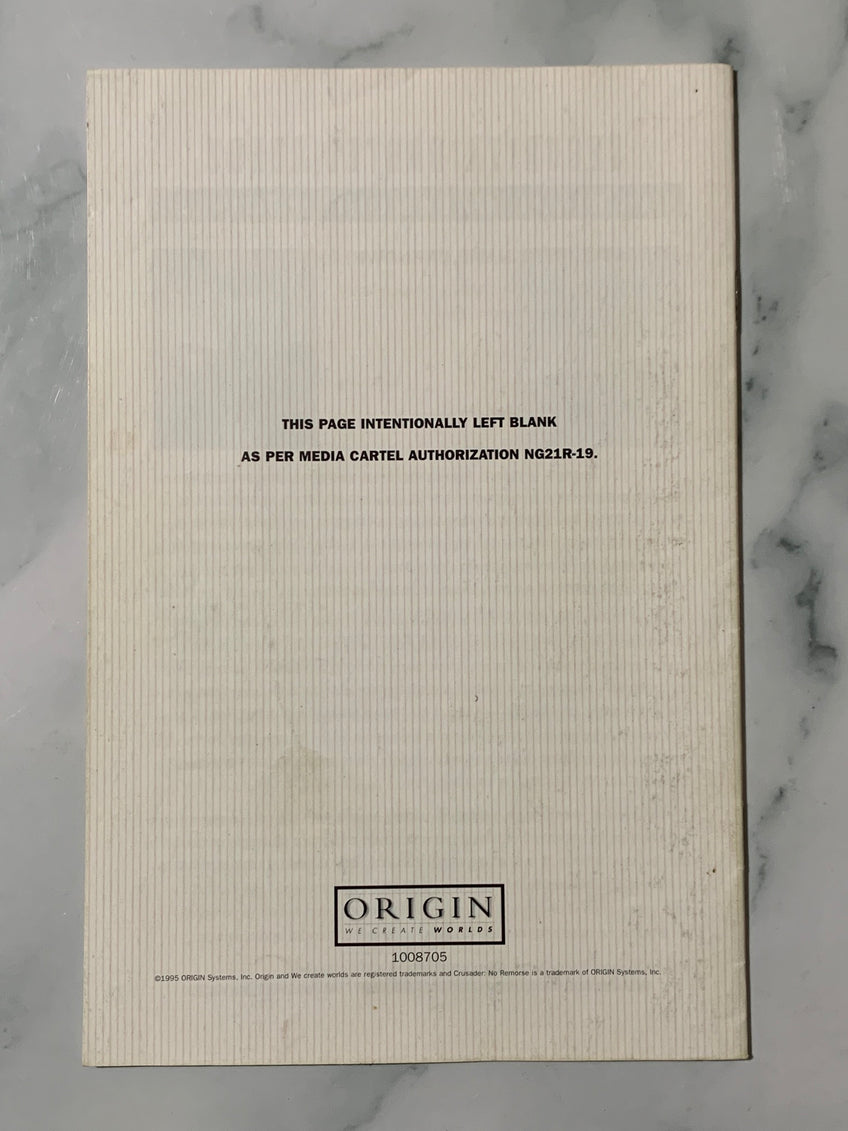 THIS PAGE INTENTIONALLY LEFT BLANK
AS PER MEDIA CARTEL AUTHORIZATION NG21R-19.
ORIGIN
WE CREATE WORLDS
1008705
©1995 ORIGIN Systems, Inc. Origin and We create worlds are registered trademarks and Crusader: No Remorse is a trademark of ORIGIN Systems, Inc.